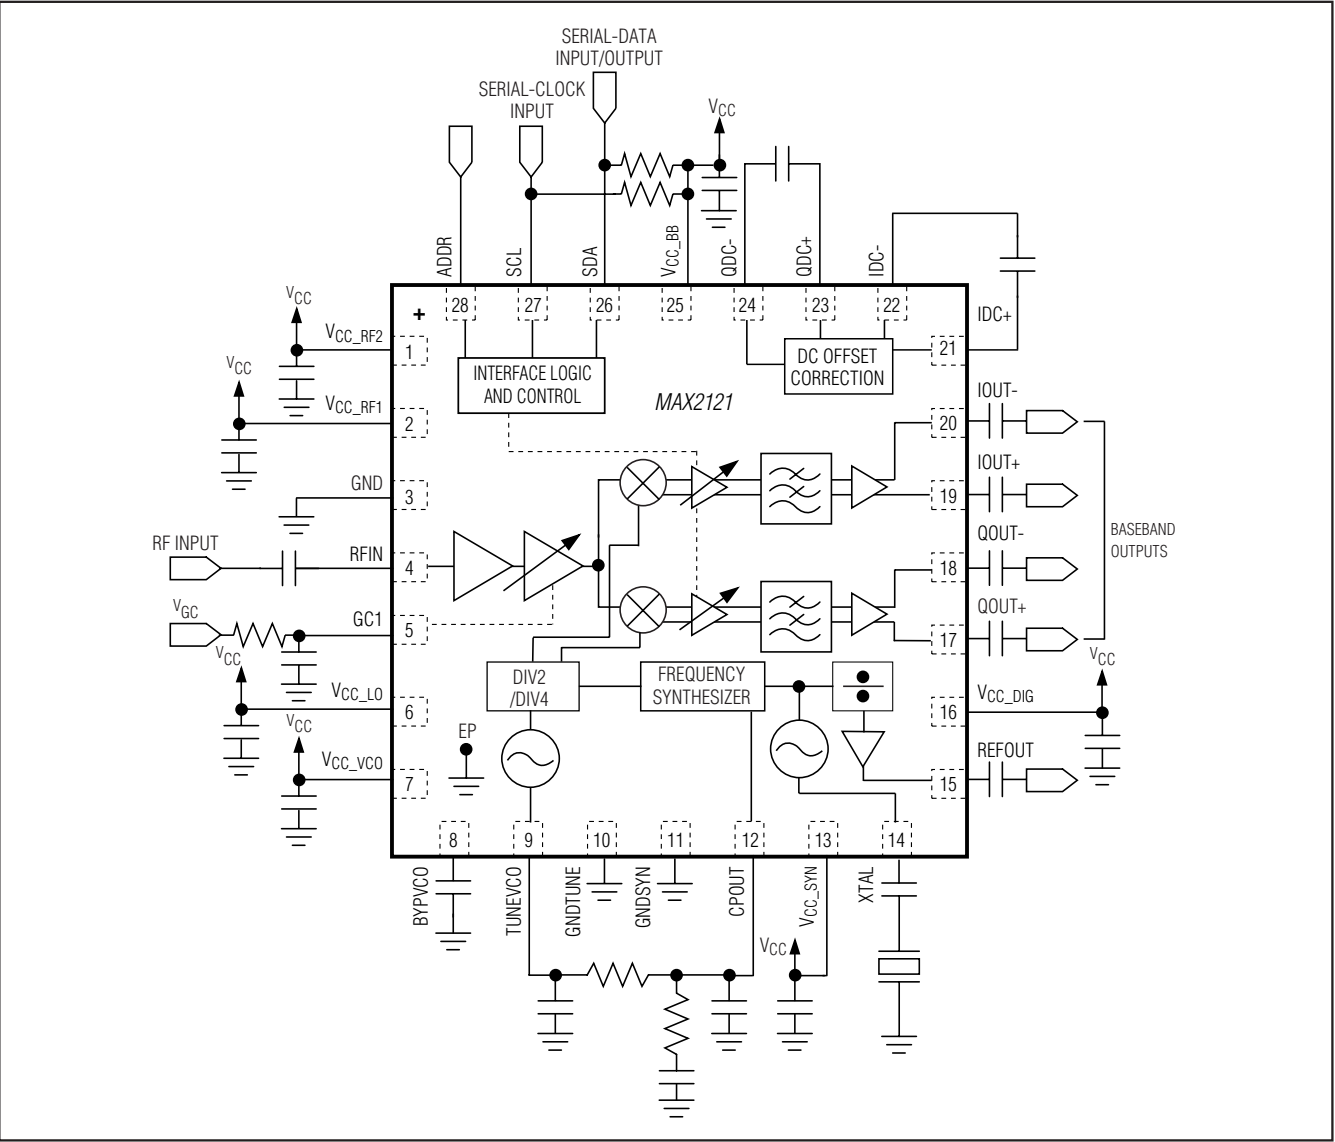 SERIAL-DATA
INPUT/OUTPUT
SERIAL-CLOCK
INPUT
VCC
ADDR
SCL
SDA
VCC_BB
QDC-
QDC+
IDC-
28
27
26
25
24
23
22
+
IDC+
VCC
VCC_RF2
1
21
INTERFACE LOGIC
AND CONTROL
DC OFFSET
CORRECTION
MAX2121
VCC
VCC_RF1
2
IOUT-
20
GND
3
IOUT+
19
RF INPUT
RFIN
4
QOUT-
18
BASEBAND
OUTPUTS
VGC
GC1
5
QOUT+
17
VCC
VCC_LO
6
DIV2
/DIV4
FREQUENCY
SYNTHESIZER
VCC
VCC_DIG
16
VCC
VCC_VCO
7
EP
REFOUT
15
8
9
10
11
12
13
14
BYPVCO
TUNEVCO
GNDTUNE
GNDSYN
CPOUT
VCC_SYN
XTAL
VCC